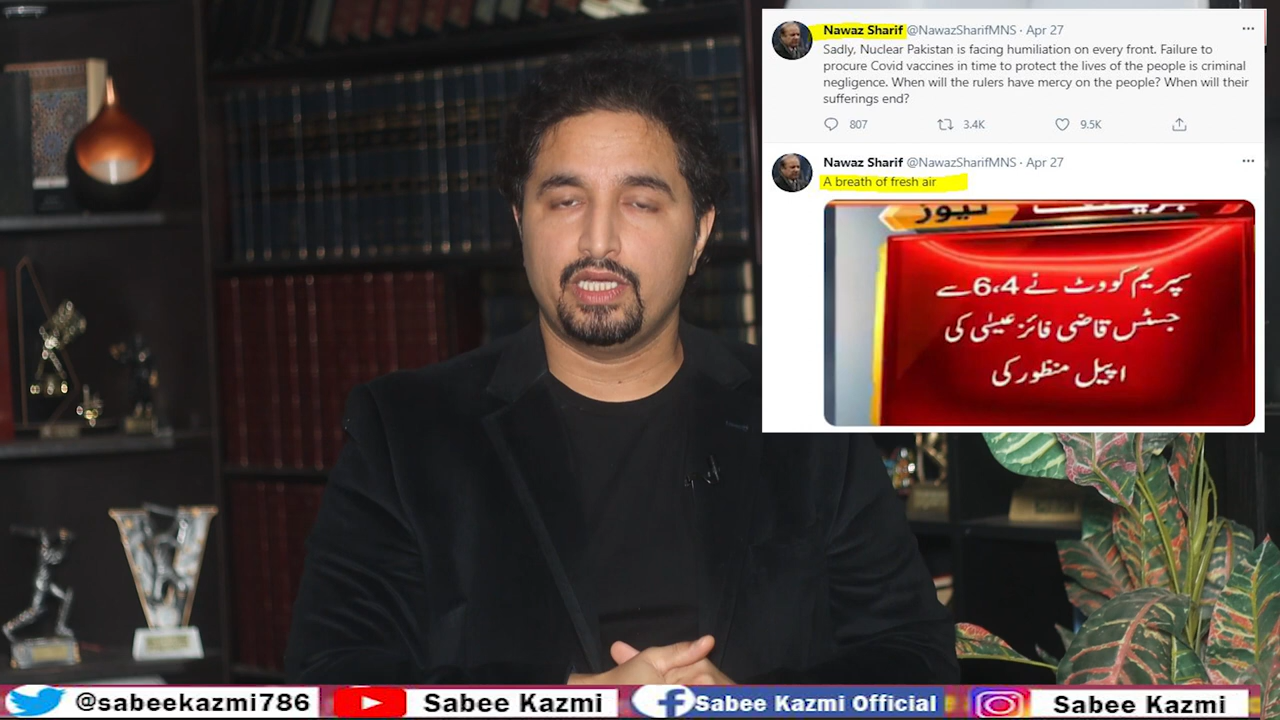 Nawaz Sharif @NawazSharifMNS · Apr 27
Sadly, Nuclear Pakistan is facing humiliation on every front. Failure to
procure Covid vaccines in time to protect the lives of the people is criminal
negligence. When will the rulers have mercy on the people? When will their
sufferings end?
807 3.4K 9.5K
Nawaz Sharif @NawazSharifMNS · Apr 27
A breath of fresh air
نیوز
سپریم کورٹ نے 6،4 سے
جسٹس قاضی فائز عیسیٰ کی
اپیل منظور کی
@sabeekazmi786 Sabee Kazmi Sabee Kazmi Official Sabee Kazmi